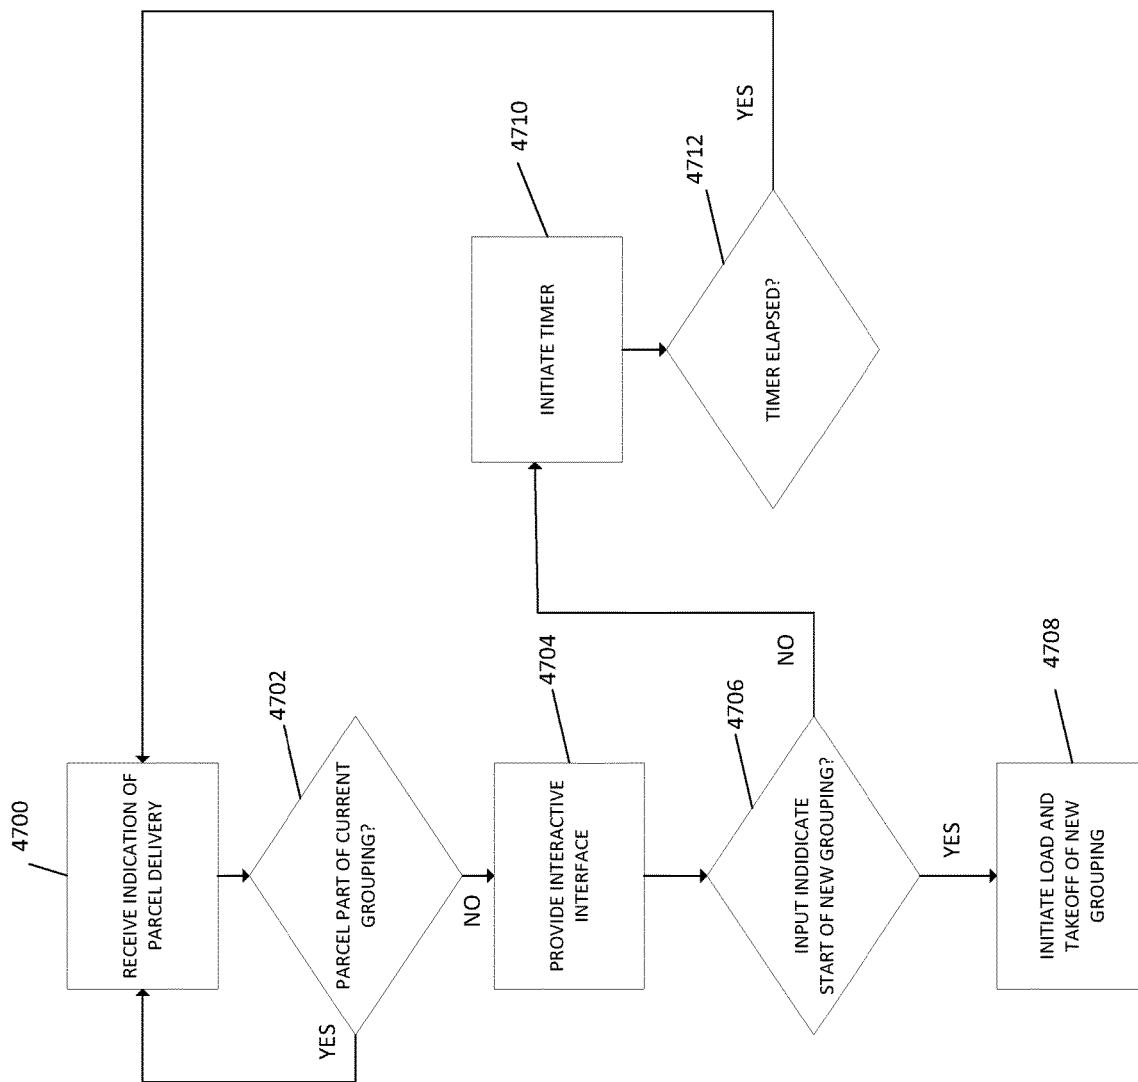 4700
RECEIVE INDICATION OF
PARCEL DELIVERY
4702
PARCEL PART OF CURRENT
GROUPING?
YES
NO
4704
PROVIDE INTERACTIVE
INTERFACE
4706
INPUT INDIDICATE
START OF NEW GROUPING?
NO
YES
4708
INITIATE LOAD AND
TAKEOFF OF NEW
GROUPING
4710
INITIATE TIMER
4712
TIMER ELAPSED?
YES